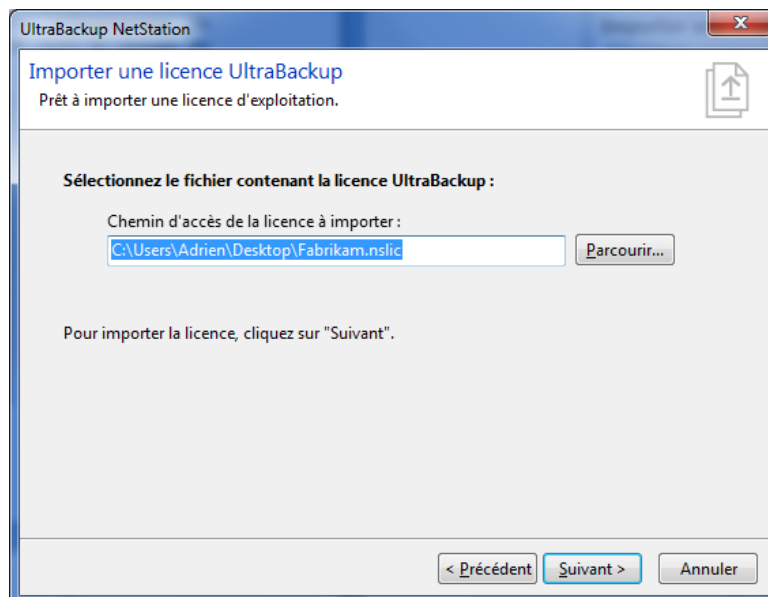 UltraBackup NetStation
Importer une licence UltraBackup
Prêt à importer une licence d'exploitation.
Sélectionnez le fichier contenant la licence UltraBackup :
Chemin d'accès de la licence à importer :
C:\Users\Adrien\Desktop\Fabrikam.nslic
Parcourir...
Pour importer la licence, cliquez sur "Suivant".
< Précédent Suivant > Annuler